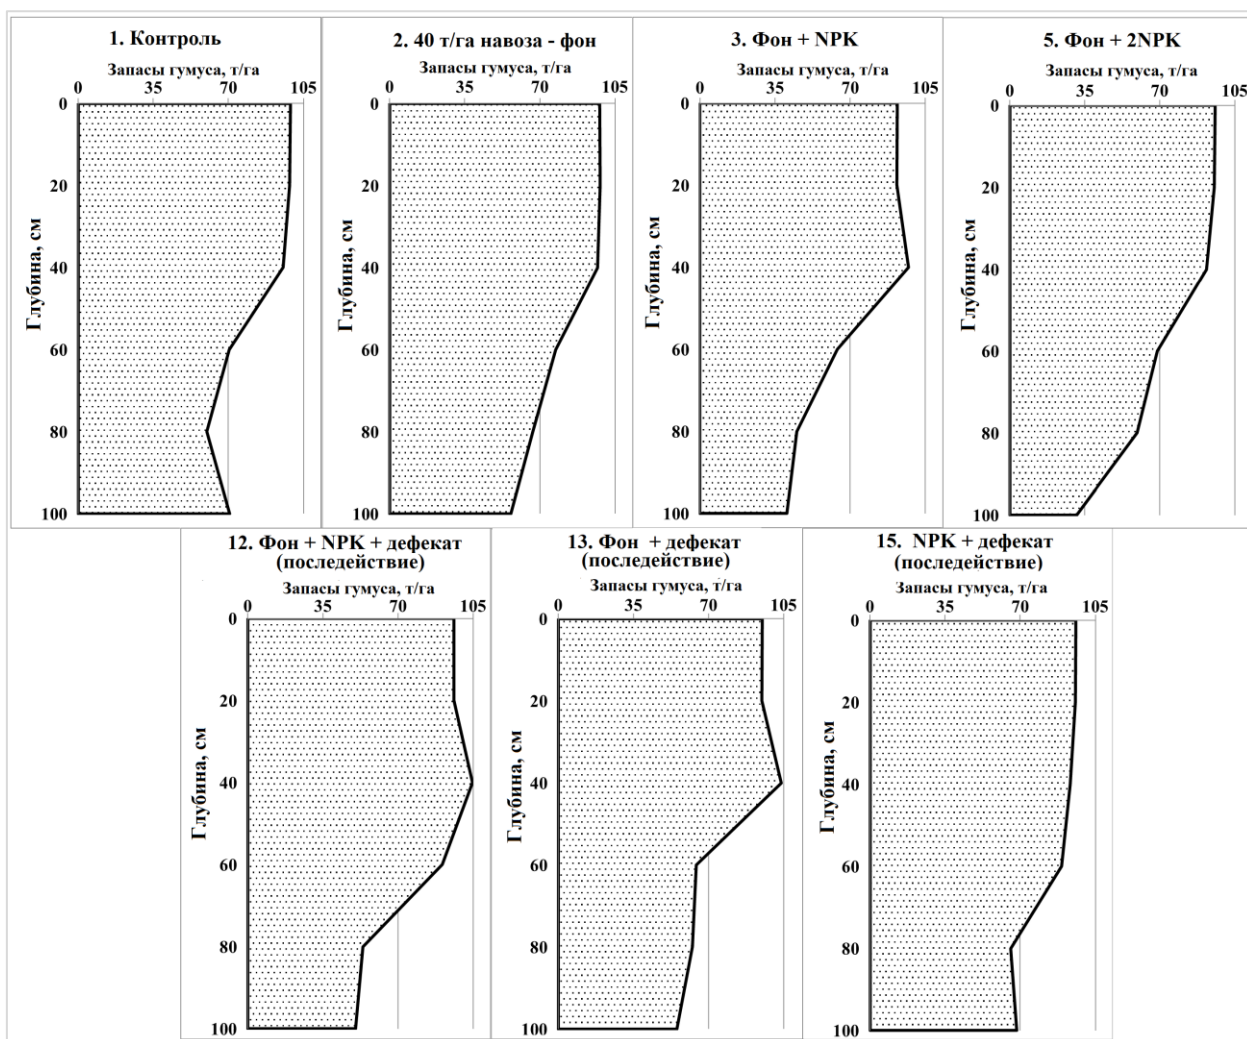 1. Контроль
Запасы гумуса, т/га
0 35 70 105
0
20
40
60
80
100
Глубина, см
2. 40 т/га навоза - фон
Запасы гумуса, т/га
0 35 70 105
0
20
40
60
80
100
Глубина, см
3. Фон + NPK
Запасы гумуса, т/га
0 35 70 105
0
20
40
60
80
100
Глубина, см
5. Фон + 2NPK
Запасы гумуса, т/га
0 35 70 105
0
20
40
60
80
100
Глубина, см
12. Фон + NPK + дефекат
(последействие)
Запасы гумуса, т/га
0 35 70 105
0
20
40
60
80
100
Глубина, см
13. Фон + дефекат
(последействие)
Запасы гумуса, т/га
0 35 70 105
0
20
40
60
80
100
Глубина, см
15. NPK + дефекат
(последействие)
Запасы гумуса, т/га
0 35 70 105
0
20
40
60
80
100
Глубина, см